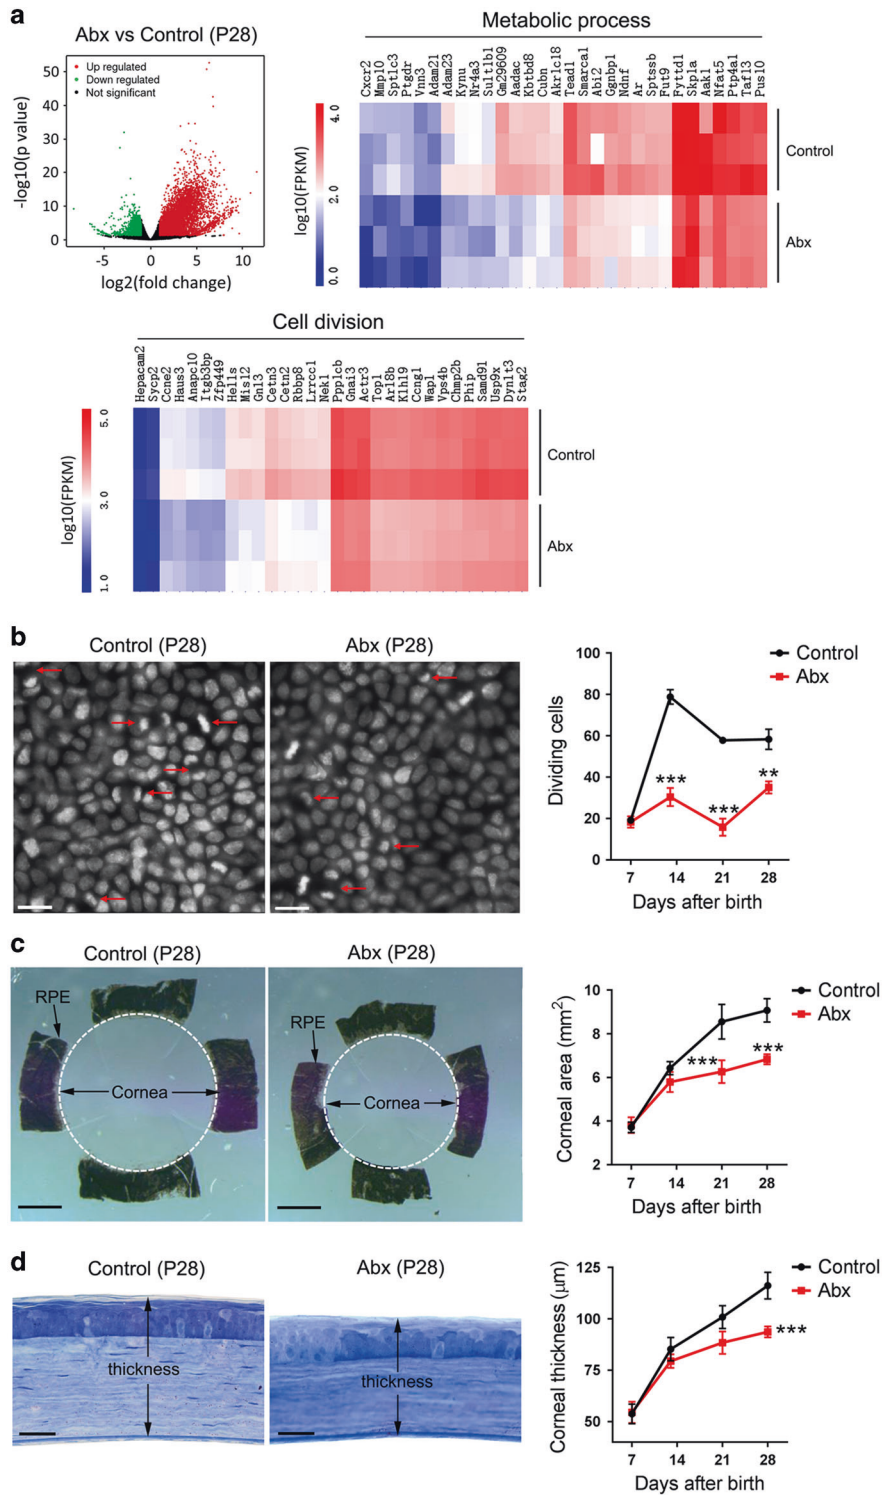 a
Abx vs Control (P28)
Up regulated
Down regulated
Not significant
-log10(p value)
50
40
30
20
10
0
-5 0 5 10
log2(fold change)
Metabolic process
Cxcr2 Mmp10 Sptlc3 Ptgdr Vnn3 Adam21 Adam23 Kynu Nr4a3 Sult1b1 Gm29609 Aadac Kbtbd8 Cubn Akr1c18 Tead1 Smarca1 Abi2 Ggnbp1 Ndnf Ar Sptssb Fut9 Fyttd1 Skp1a Aak1 Nfat5 Ptp4a1 Taf13 Pus10
log10(FPKM)
4.0
2.0
0.0
Control
Abx
Cell division
Hepacam2 Sycp2 Ccne2 Haus3 Anapc10 Itgb3bp Zfp449 Hells Mis12 Gnl3 Cetn3 Cetn2 Rbbp8 Lrrcc1 Nek1 Ppp1cb Gnai3 Actr3 Top1 Arl8b Klhl9 Ccng1 Wapl Vps4b Chmp2b Phip Samd91 Usp9x Dynlt3 Stag2
log10(FPKM)
5.0
3.0
1.0
Control
Abx
b
Control (P28)
Abx (P28)
Control
Abx
Dividing cells
100
80
60
40
20
0
***
***
**
7 14 21 28
Days after birth
c
Control (P28)
Abx (P28)
RPE
Cornea
RPE
Cornea
Control
Abx
Corneal area (mm2)
10
8
6
4
2
***
***
7 14 21 28
Days after birth
d
Control (P28)
Abx (P28)
thickness
thickness
Control
Abx
Corneal thickness (μm)
125
100
75
50
***
7 14 21 28
Days after birth